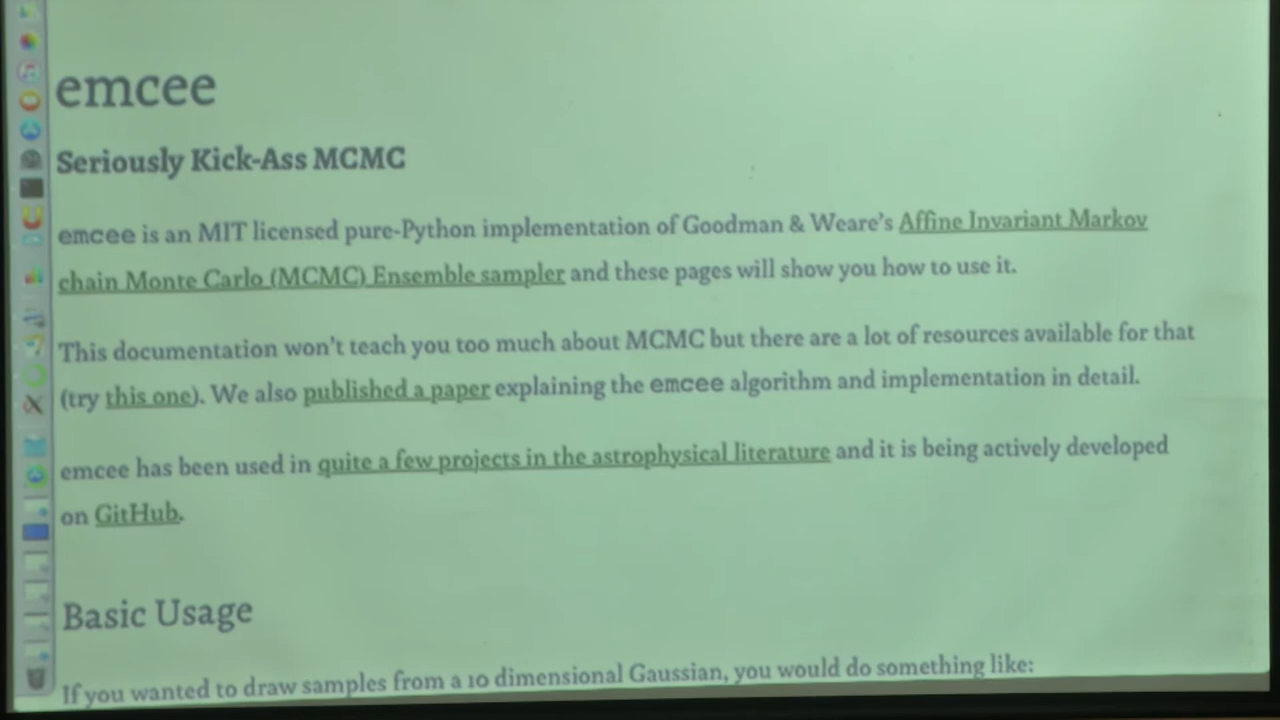 emcee
Seriously Kick-Ass MCMC
emcee is an MIT licensed pure-Python implementation of Goodman & Weare's Affine Invariant Markov
chain Monte Carlo (MCMC) Ensemble sampler and these pages will show you how to use it.
This documentation won't teach you too much about MCMC but there are a lot of resources available for that
(try this one). We also published a paper explaining the emcee algorithm and implementation in detail.
emcee has been used in quite a few projects in the astrophysical literature and it is being actively developed
on GitHub.
Basic Usage
If you wanted to draw samples from a 10 dimensional Gaussian, you would do something like: